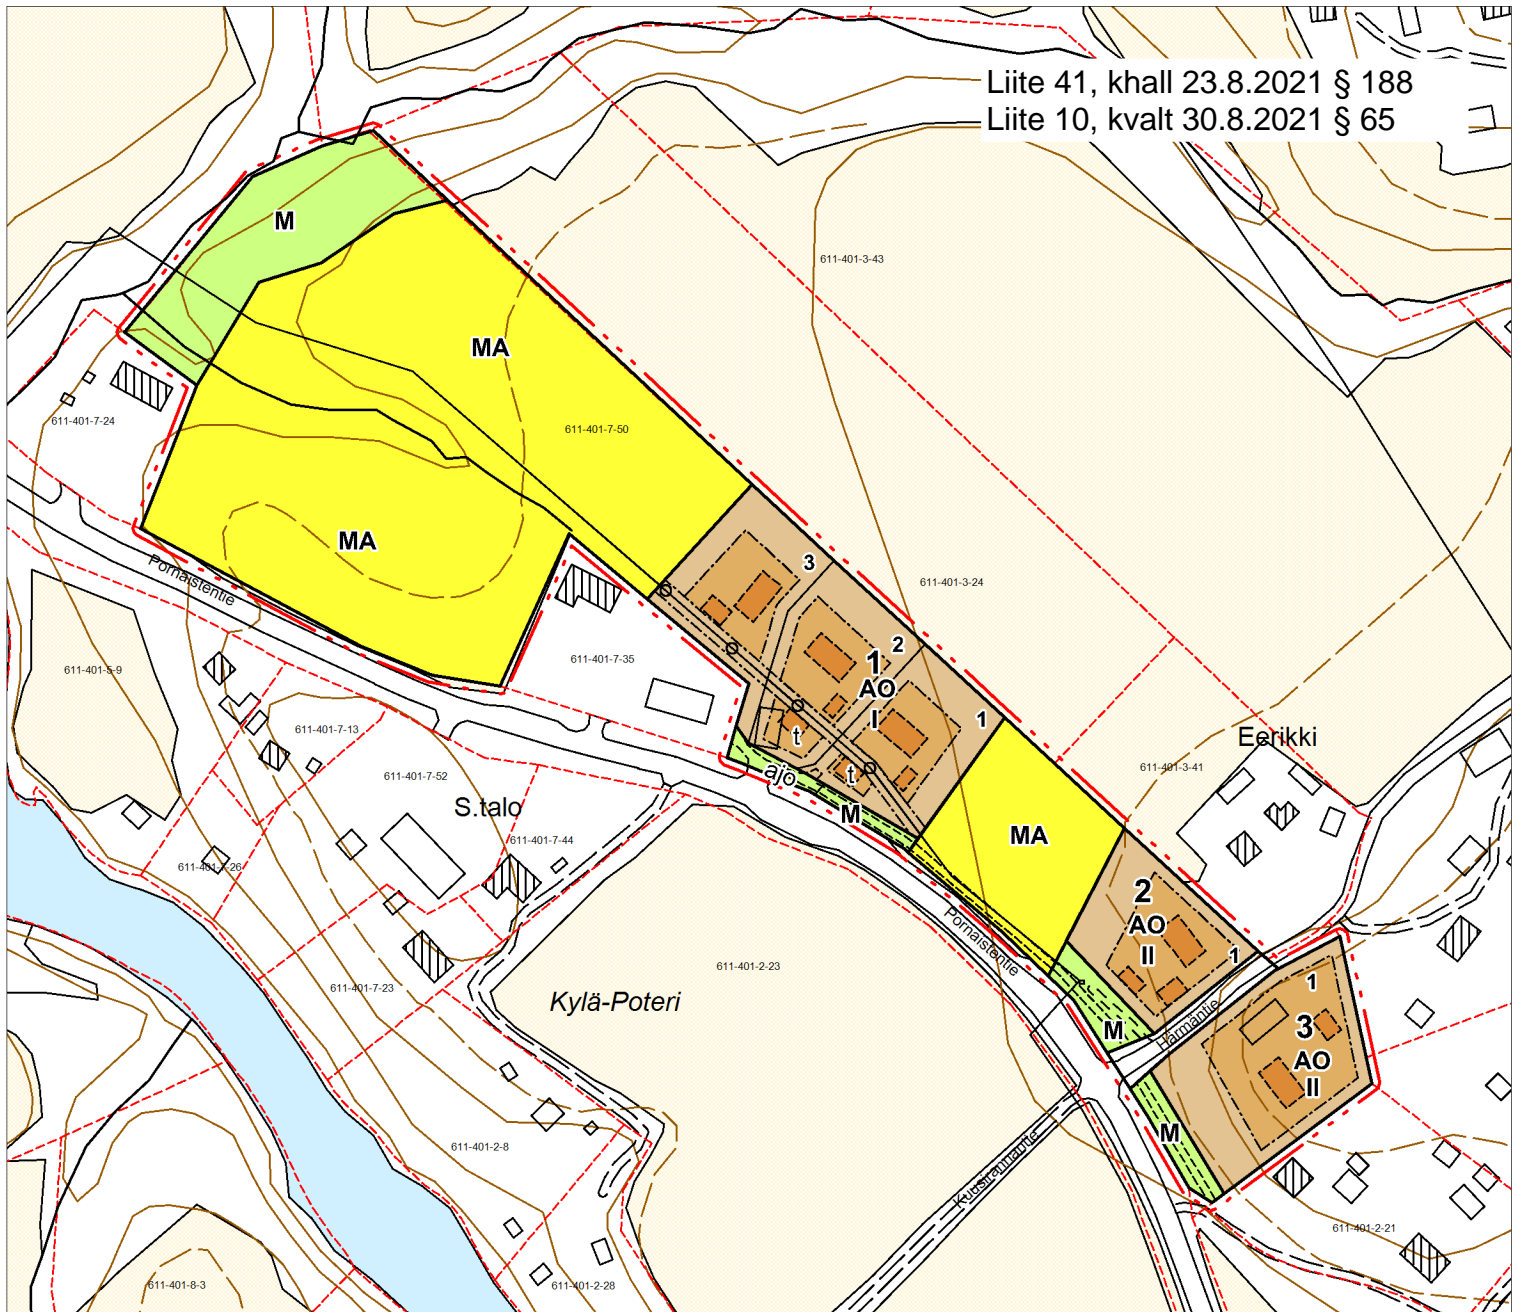 Liite 41, khall 23.8.2021 § 188
Liite 10, kvalt 30.8.2021 § 65
M
611-401-3-43
MA
611-401-7-24
611-401-7-50
MA
Pornaistentie
3
611-401-3-24
2
1
AO
I
1
611-401-7-35
611-401-5-9
t
t
ajo
M
611-401-7-13
Eerikki
611-401-3-41
611-401-7-52
S.talo
611-401-7-44
MA
611-401-7-26
2
AO
II
1
Pornaistentie
611-401-2-23
611-401-7-23
Kylä-Poteri
1
3
AO
II
M
Harmantie
M
611-401-2-8
Kuusirannantie
611-401-2-21
611-401-8-3
611-401-2-28